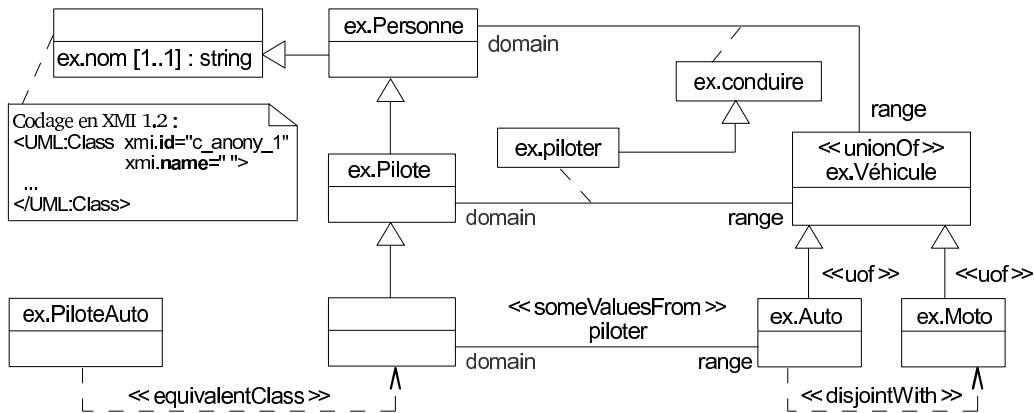 ex.Personne
domain
ex.nom [1..1] : string
ex.conduire
range
Codage en XMI 1.2 :
<UML:Class xmi.id="c_anony_1"
xmi.name=" ">
...
</UML:Class>
ex.piloter
<<unionOf>>
ex.Véhicule
ex.Pilote
domain
range
<<uof>>
<<uof>>
ex.PiloteAuto
<<someValuesFrom>>
piloter
ex.Auto
ex.Moto
domain
range
<<equivalentClass>>
<<disjointWith>>